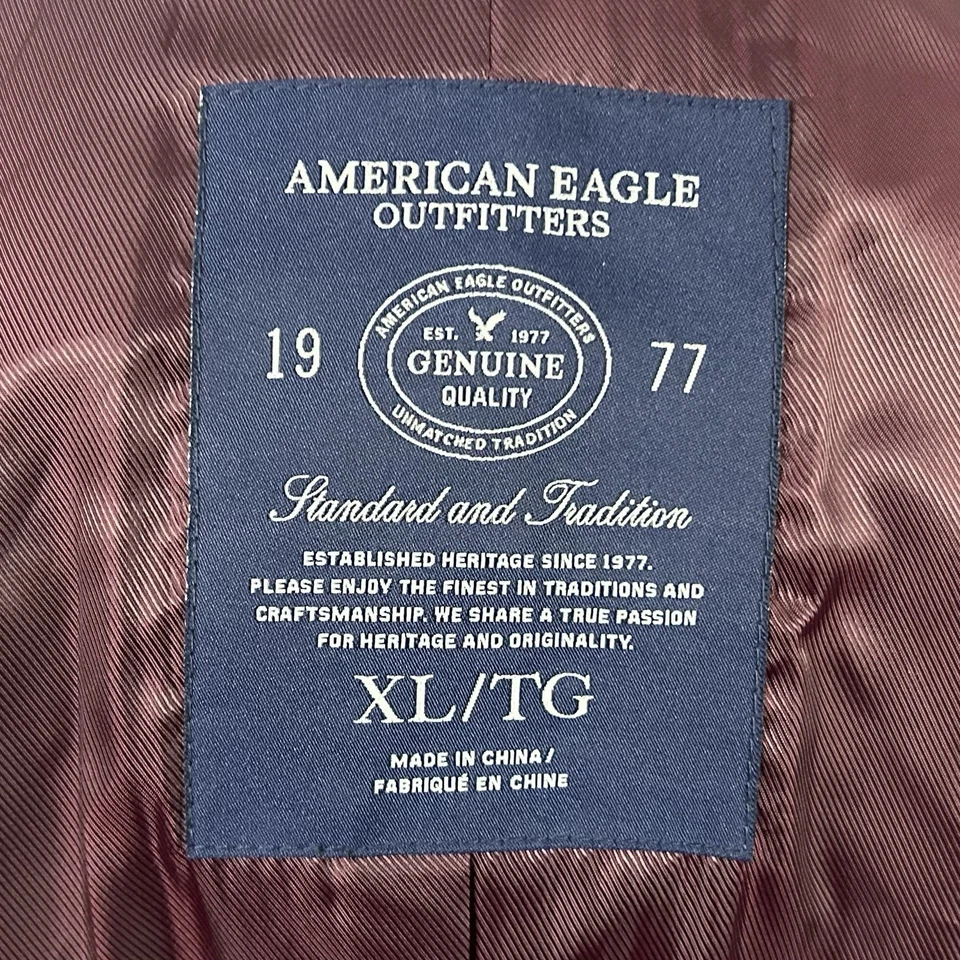 AMERICAN EAGLE
OUTFITTERS
AMERICAN EAGLE OUTFITTERS
19
EST. 1977
77
GENUINE
QUALITY
UNMATCHED TRADITION
Standard and Tradition
ESTABLISHED HERITAGE SINCE 1977.
PLEASE ENJOY THE FINEST IN TRADITIONS AND
CRAFTSMANSHIP. WE SHARE A TRUE PASSION
FOR HERITAGE AND ORIGINALITY.
XL/TG
MADE IN CHINA/
FABRIQUÉ EN CHINE